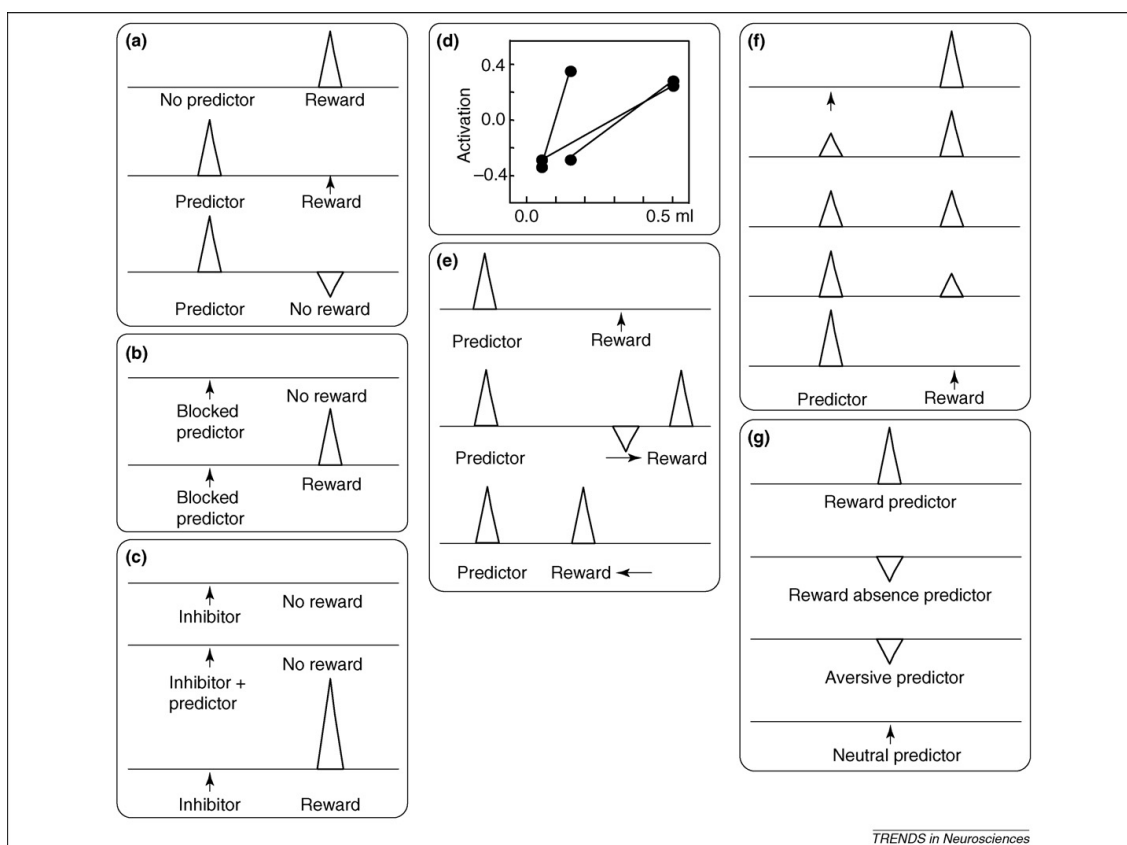 (a)
No predictor Reward
Predictor Reward
Predictor No reward
(b)
No reward
Blocked
predictor
Reward
Blocked
predictor
(c)
Inhibitor No reward
No reward
Inhibitor +
predictor
Inhibitor Reward
(d)
Activation
0.4
0.0
−0.4
0.0 0.5 ml
(e)
Predictor Reward
Predictor Reward
Predictor Reward
(f)
Predictor Reward
(g)
Reward predictor
Reward absence predictor
Aversive predictor
Neutral predictor
TRENDS in Neurosciences